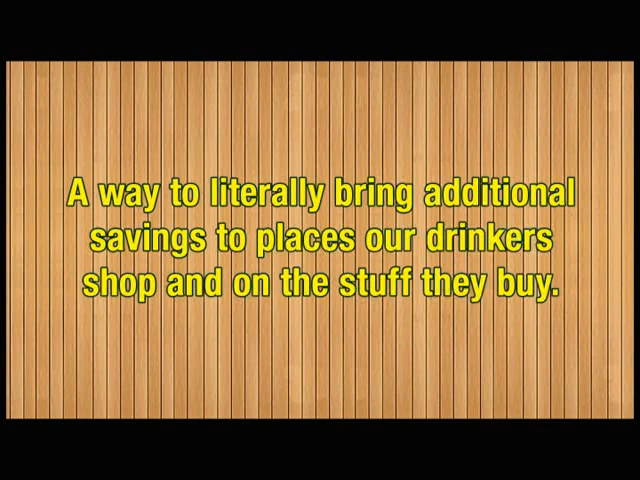 A way to literally bring additional
savings to places our drinkers
shop and on the stuff they buy.